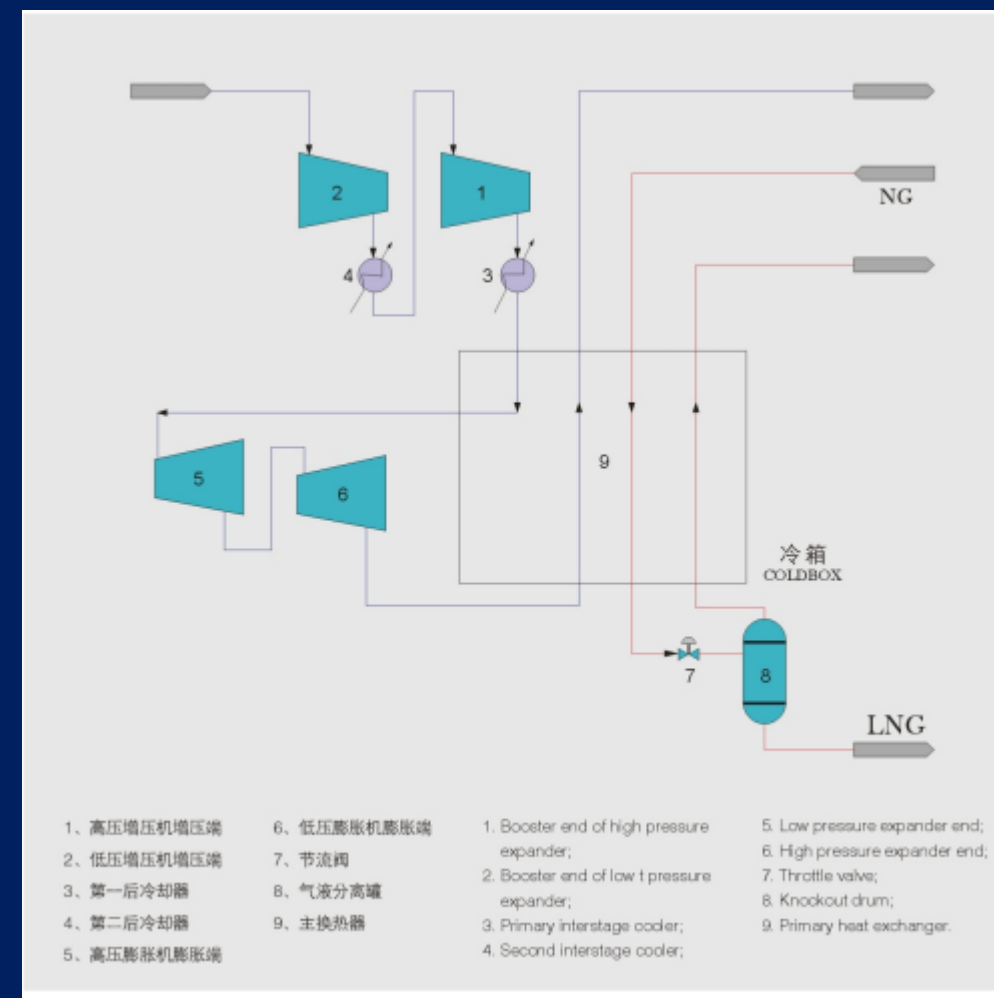 2
1
4
3
NG
5
6
9
冷箱
COLDBOX
7
8
LNG
1、高压增压机增压端
2、低压增压机增压端
3、第一后冷却器
4、第二后冷却器
5、高压膨胀机膨胀端
6、低压膨胀机膨胀端
7、节流阀
8、气液分离罐
9、主换热器
1. Booster end of high pressure
expander;
2. Booster end of low t pressure
expander;
3. Primary interstage cooler;
4. Second interstage cooler;
5. Low pressure expander end;
6. High pressure expander end;
7. Throttle valve;
8. Knockout drum;
9. Primary heat exchanger.